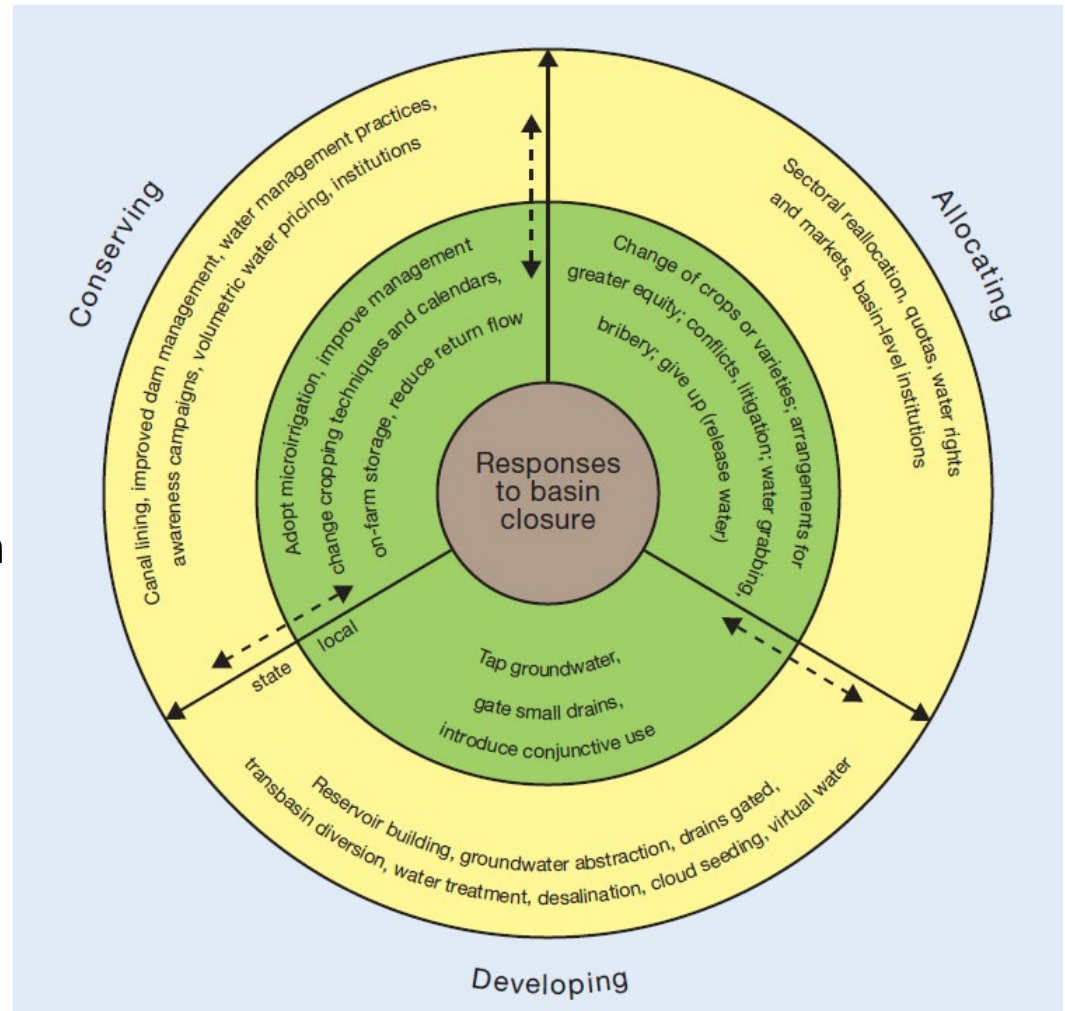 Conserving
Allocating
Developing
Canal lining, improved dam management, water management practices,
awareness campaigns, volumetric water pricing, institutions
Sectoral reallocation, quotas, water rights
and markets, basin-level institutions
Adopt microirrigation, improve management
change cropping techniques and calendars,
on-farm storage, reduce return flow
Change of crops or varieties; arrangements for
greater equity; conflicts, litigation; water grabbing,
bribery; give up (release water)
Responses
to basin
closure
state
local
Tap groundwater,
gate small drains,
introduce conjunctive use
Reservoir building, groundwater abstraction, drains gated,
transbasin diversion, water treatment, desalination, cloud seeding, virtual water